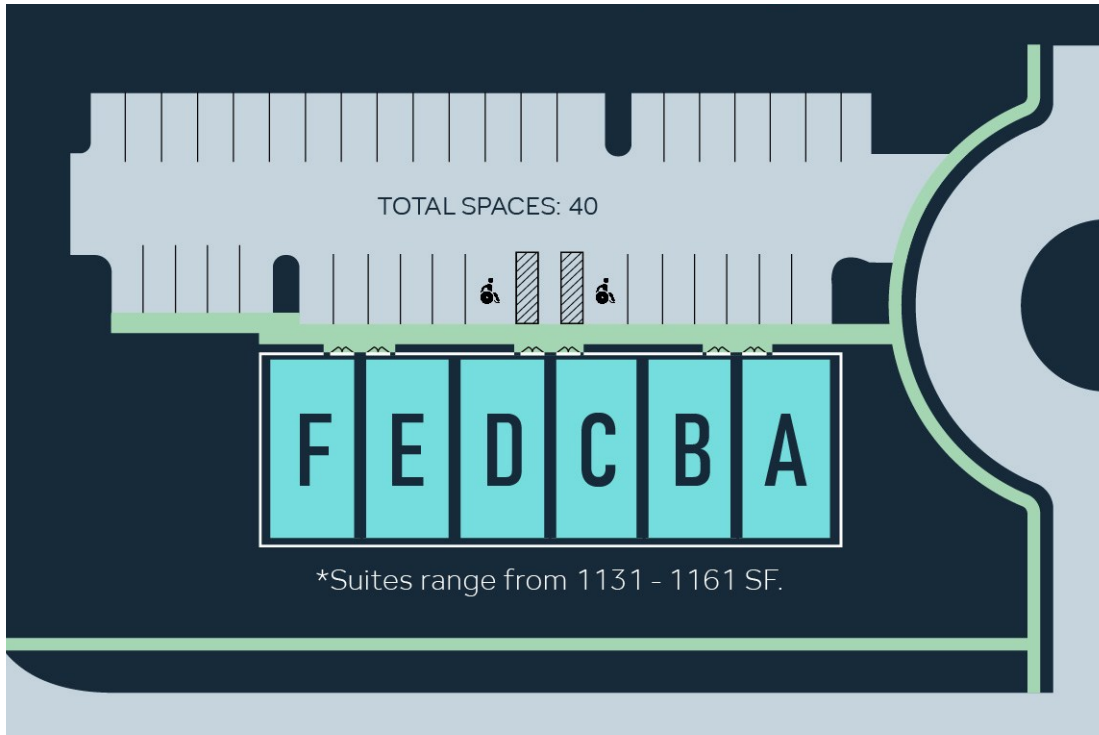 TOTAL SPACES: 40
F E D C B A
*Suites range from 1131 - 1161 SF.